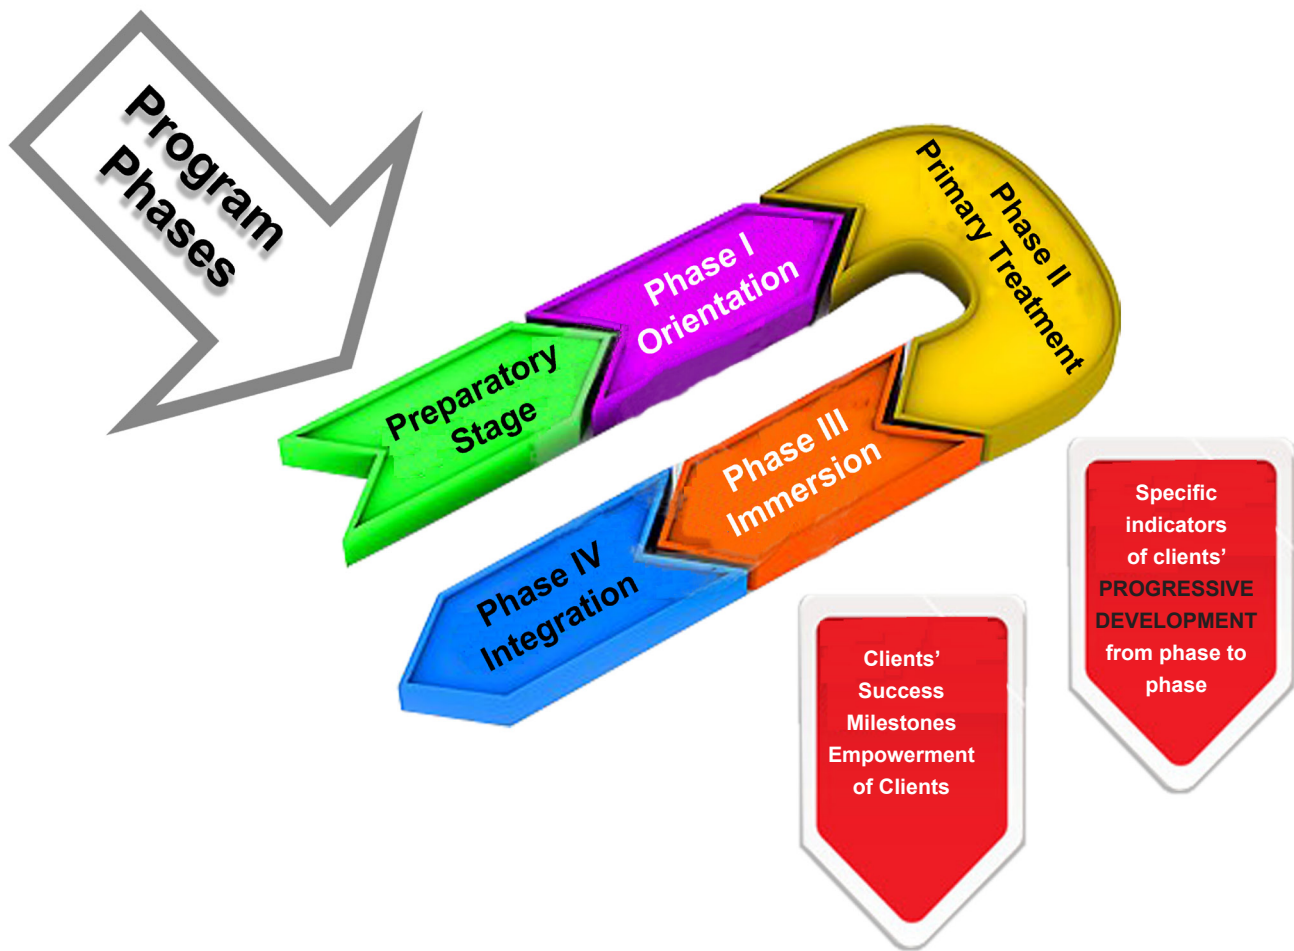 Program
Phases
Preparatory
Stage
Phase I
Orientation
Phase II
Primary Treatment
Phase III
Immersion
Phase IV
Integration
Clients’
Success
Milestones
Empowerment
of Clients
Specific
indicators
of clients’
PROGRESSIVE
DEVELOPMENT
from phase to
phase